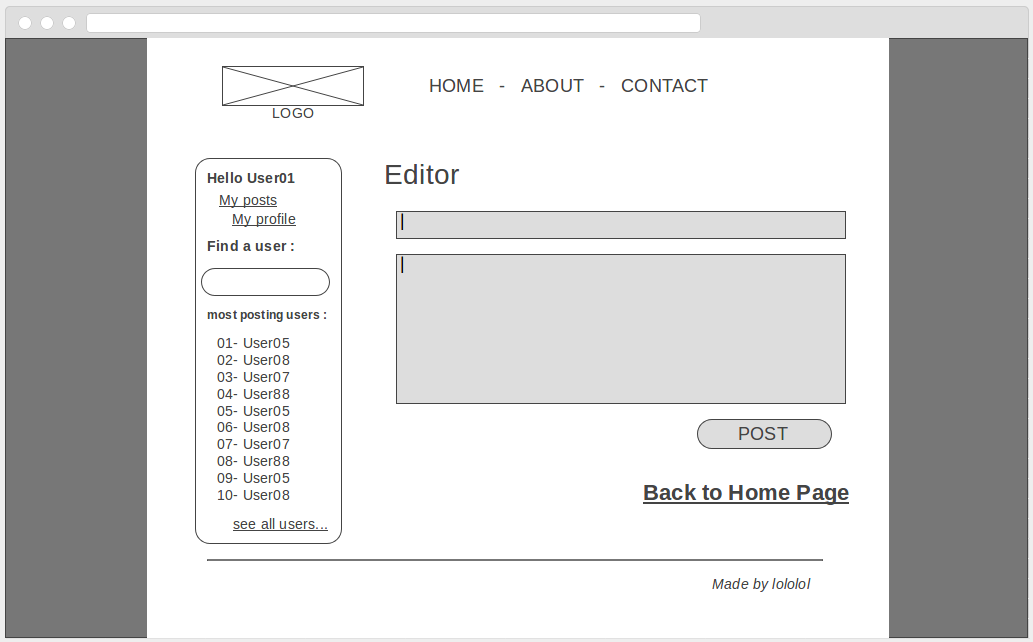 HOME - ABOUT - CONTACT
LOGO
Hello User01
My posts
My profile
Find a user :
most posting users :
01- User05
02- User08
03- User07
04- User88
05- User05
06- User08
07- User07
08- User88
09- User05
10- User08
see all users...
Editor
POST
Back to Home Page
Made by lololol